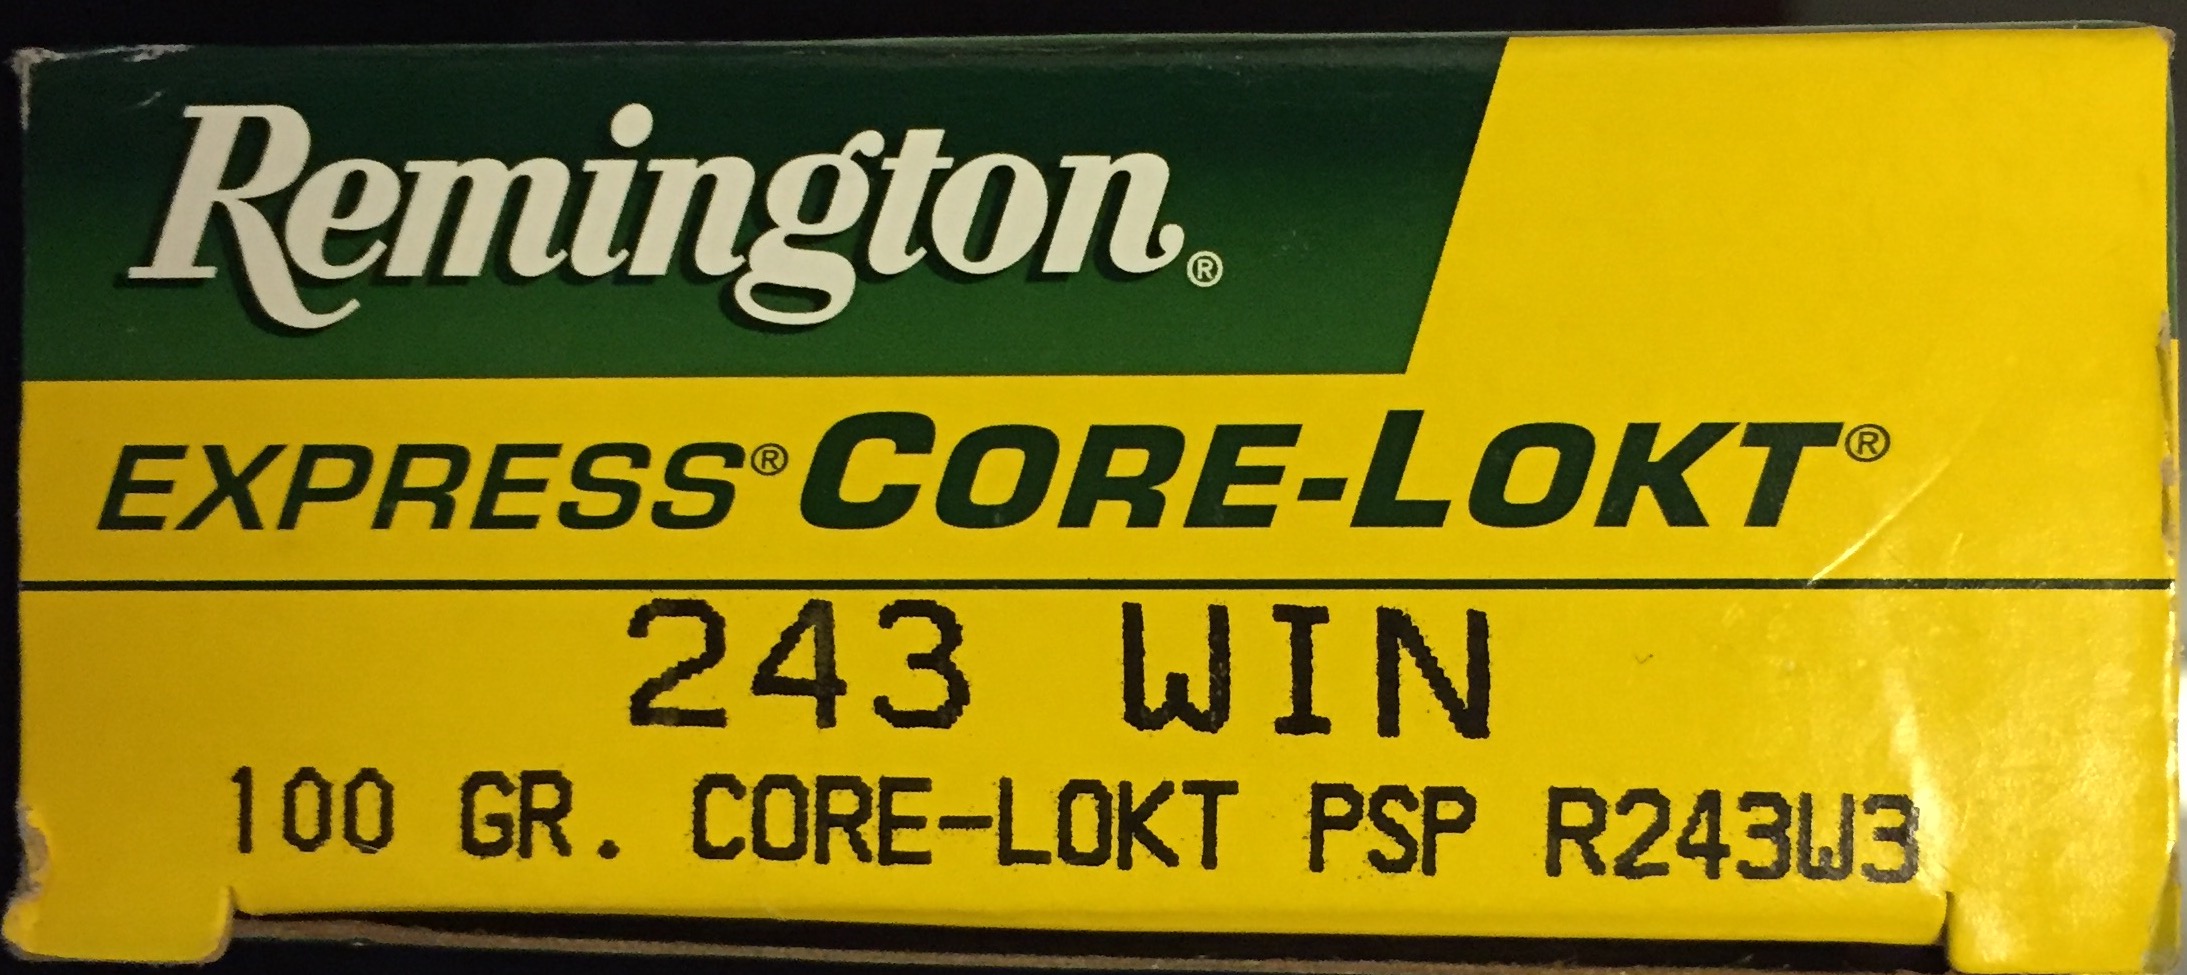 Remington®
EXPRESS® CORE-LOKT®
243 WIN
100 GR. CORE-LOKT PSP R243W3